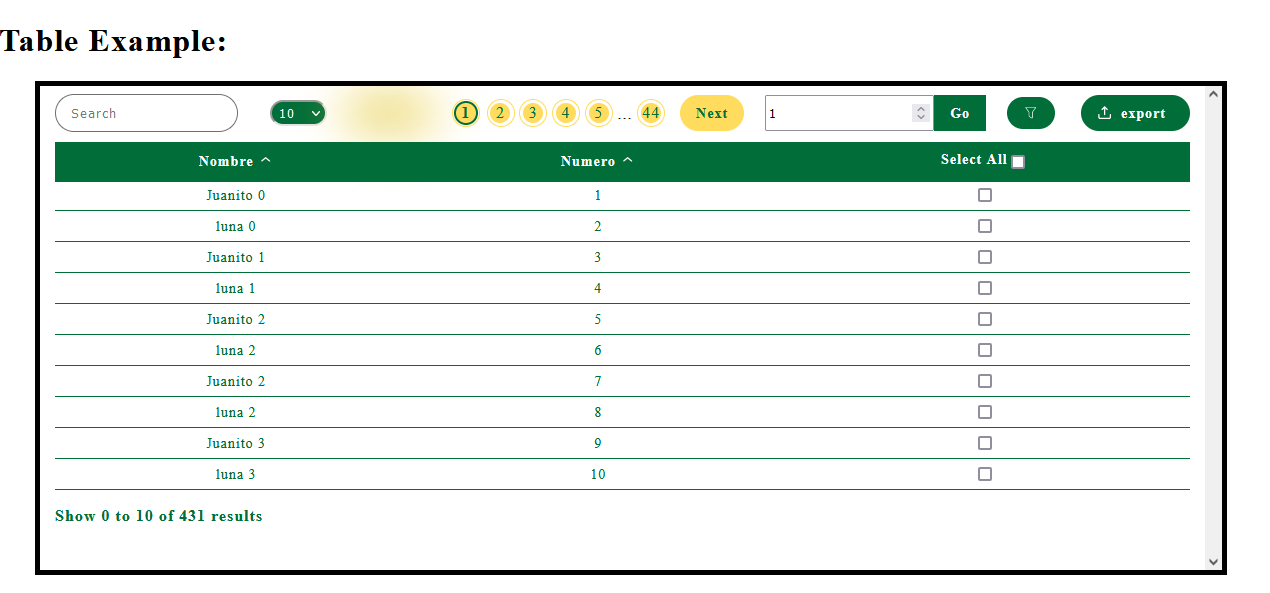 Table Example:
Search 10 1 2 3 4 5 ... 44 Next 1 Go export
Nombre Numero Select All
Juanito 0 1
luna 0 2
Juanito 1 3
luna 1 4
Juanito 2 5
luna 2 6
Juanito 2 7
luna 2 8
Juanito 3 9
luna 3 10
Show 0 to 10 of 431 results